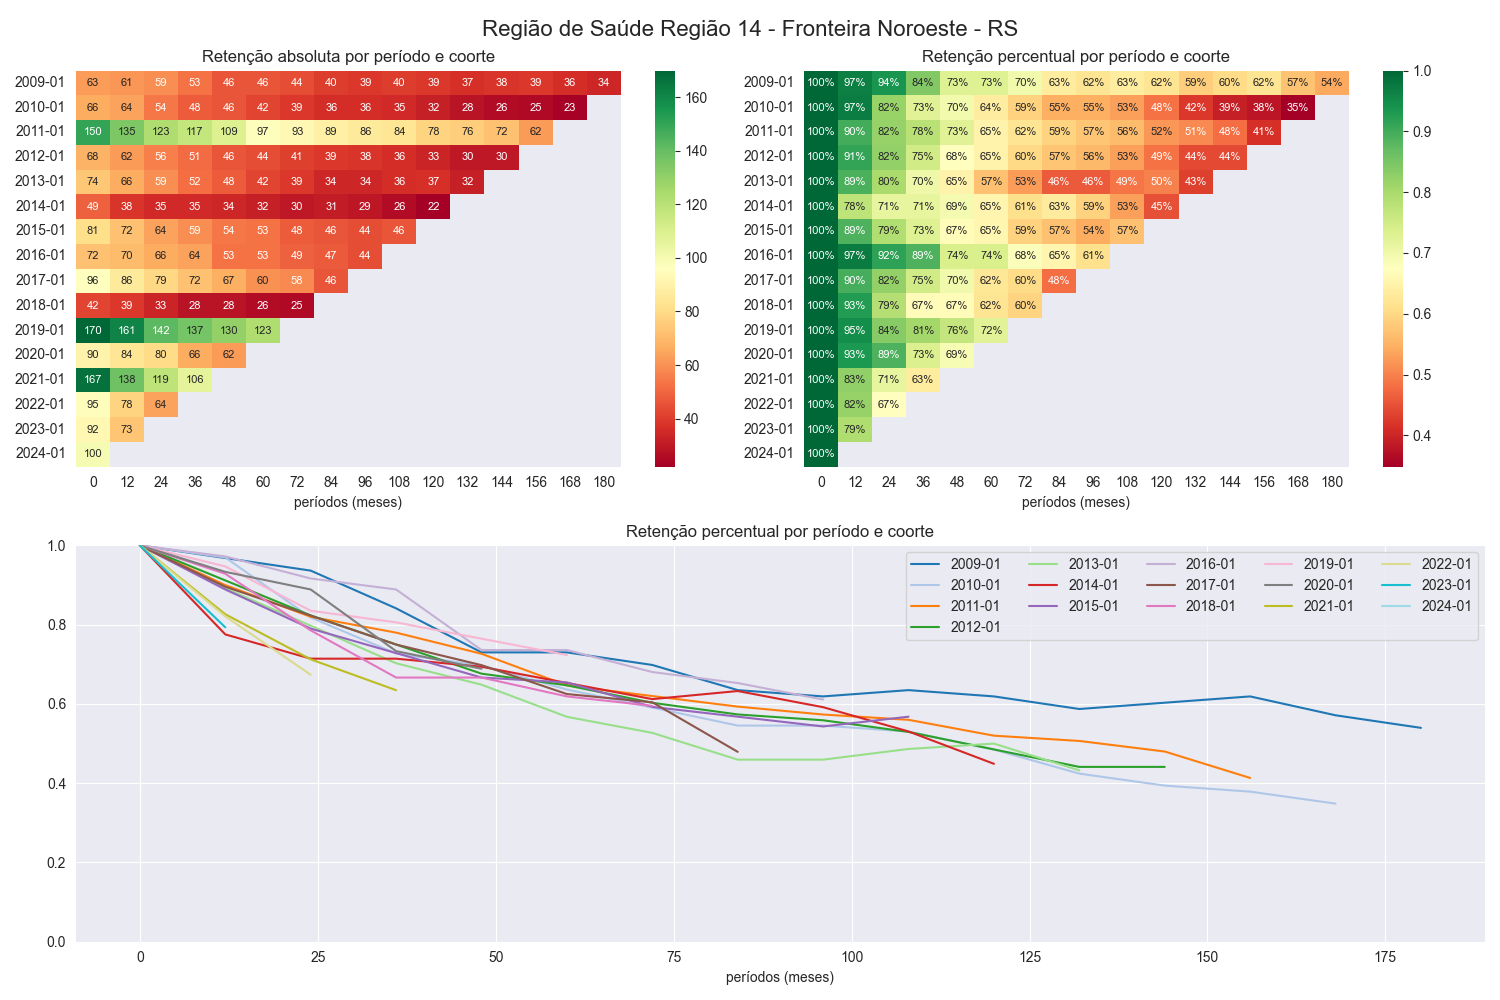 Região de Saúde Região 14 - Fronteira Noroeste - RS
Retenção absoluta por período e coorte
2009-01 63 61 59 53 46 46 44 40 39 40 39 37 38 39 36 34
2010-01 66 64 54 48 46 42 39 36 36 35 32 28 26 25 23
2011-01 150 135 123 117 109 97 93 89 86 84 78 76 72 62
2012-01 68 62 56 51 46 44 41 39 38 36 33 30 30
2013-01 74 66 59 52 48 42 39 34 34 36 37 32
2014-01 49 38 35 35 34 32 30 31 29 26 22
2015-01 81 72 64 59 54 53 48 46 44 46
2016-01 72 70 66 64 53 53 49 47 44
2017-01 96 86 79 72 67 60 58 46
2018-01 42 39 33 28 28 26 25
2019-01 170 161 142 137 130 123
2020-01 90 84 80 66 62
2021-01 167 138 119 106
2022-01 95 78 64
2023-01 92 73
2024-01 100
0 12 24 36 48 60 72 84 96 108 120 132 144 156 168 180
períodos (meses)
160
140
120
100
80
60
40
Retenção percentual por período e coorte
2009-01 100% 97% 94% 84% 73% 73% 70% 63% 62% 63% 62% 59% 60% 62% 57% 54%
2010-01 100% 97% 82% 73% 70% 64% 59% 55% 55% 53% 48% 42% 39% 38% 35%
2011-01 100% 90% 82% 78% 73% 65% 62% 59% 57% 56% 52% 51% 48% 41%
2012-01 100% 91% 82% 75% 68% 65% 60% 57% 56% 53% 49% 44% 44%
2013-01 100% 89% 80% 70% 65% 57% 53% 46% 46% 49% 50% 43%
2014-01 100% 78% 71% 71% 69% 65% 61% 63% 59% 53% 45%
2015-01 100% 89% 79% 73% 67% 65% 59% 57% 54% 57%
2016-01 100% 97% 92% 89% 74% 74% 68% 65% 61%
2017-01 100% 90% 82% 75% 70% 62% 60% 48%
2018-01 100% 93% 79% 67% 67% 62% 60%
2019-01 100% 95% 84% 81% 76% 72%
2020-01 100% 93% 89% 73% 69%
2021-01 100% 83% 71% 63%
2022-01 100% 82% 67%
2023-01 100% 79%
2024-01 100%
0 12 24 36 48 60 72 84 96 108 120 132 144 156 168 180
períodos (meses)
1.0
0.9
0.8
0.7
0.6
0.5
0.4
Retenção percentual por período e coorte
1.0
0.8
0.6
0.4
0.2
0.0
2009-01 2013-01 2016-01 2019-01 2022-01
2010-01 2014-01 2017-01 2020-01 2023-01
2011-01 2015-01 2018-01 2021-01 2024-01
2012-01
0 25 50 75 100 125 150 175
períodos (meses)